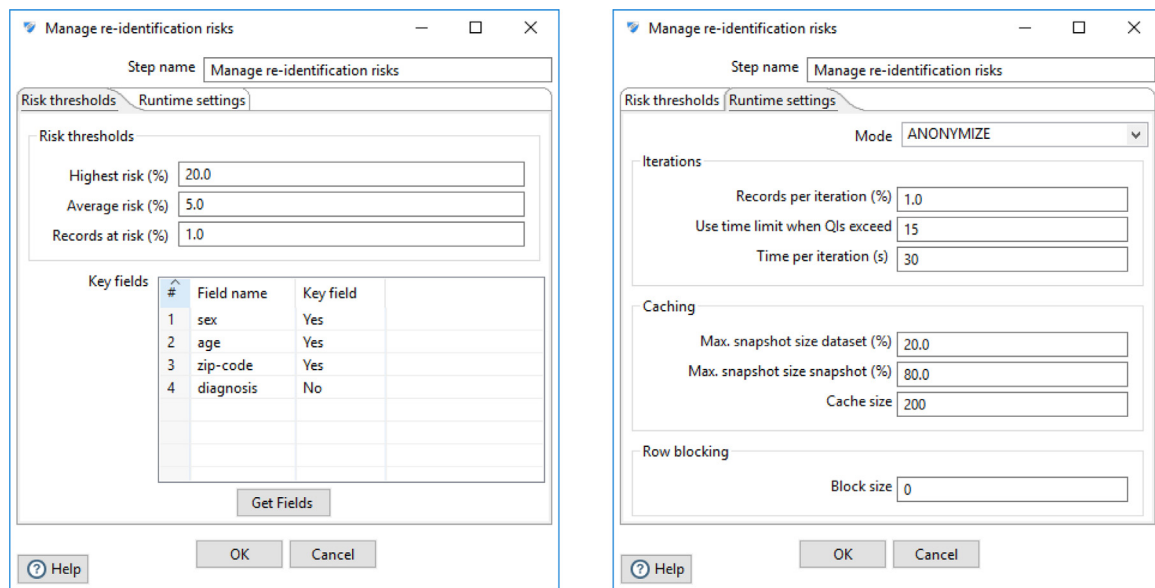 Manage re-identification risks
Step name Manage re-identification risks
Risk thresholds Runtime settings
Risk thresholds
Highest risk (%) 20.0
Average risk (%) 5.0
Records at risk (%) 1.0
Key fields
# Field name Key field
1 sex Yes
2 age Yes
3 zip-code Yes
4 diagnosis No
Get Fields
OK Cancel
Help
Manage re-identification risks
Step name Manage re-identification risks
Risk thresholds Runtime settings
Mode ANONYMIZE
Iterations
Records per iteration (%) 1.0
Use time limit when QIs exceed 15
Time per iteration (s) 30
Caching
Max. snapshot size dataset (%) 20.0
Max. snapshot size snapshot (%) 80.0
Cache size 200
Row blocking
Block size 0
OK Cancel
Help